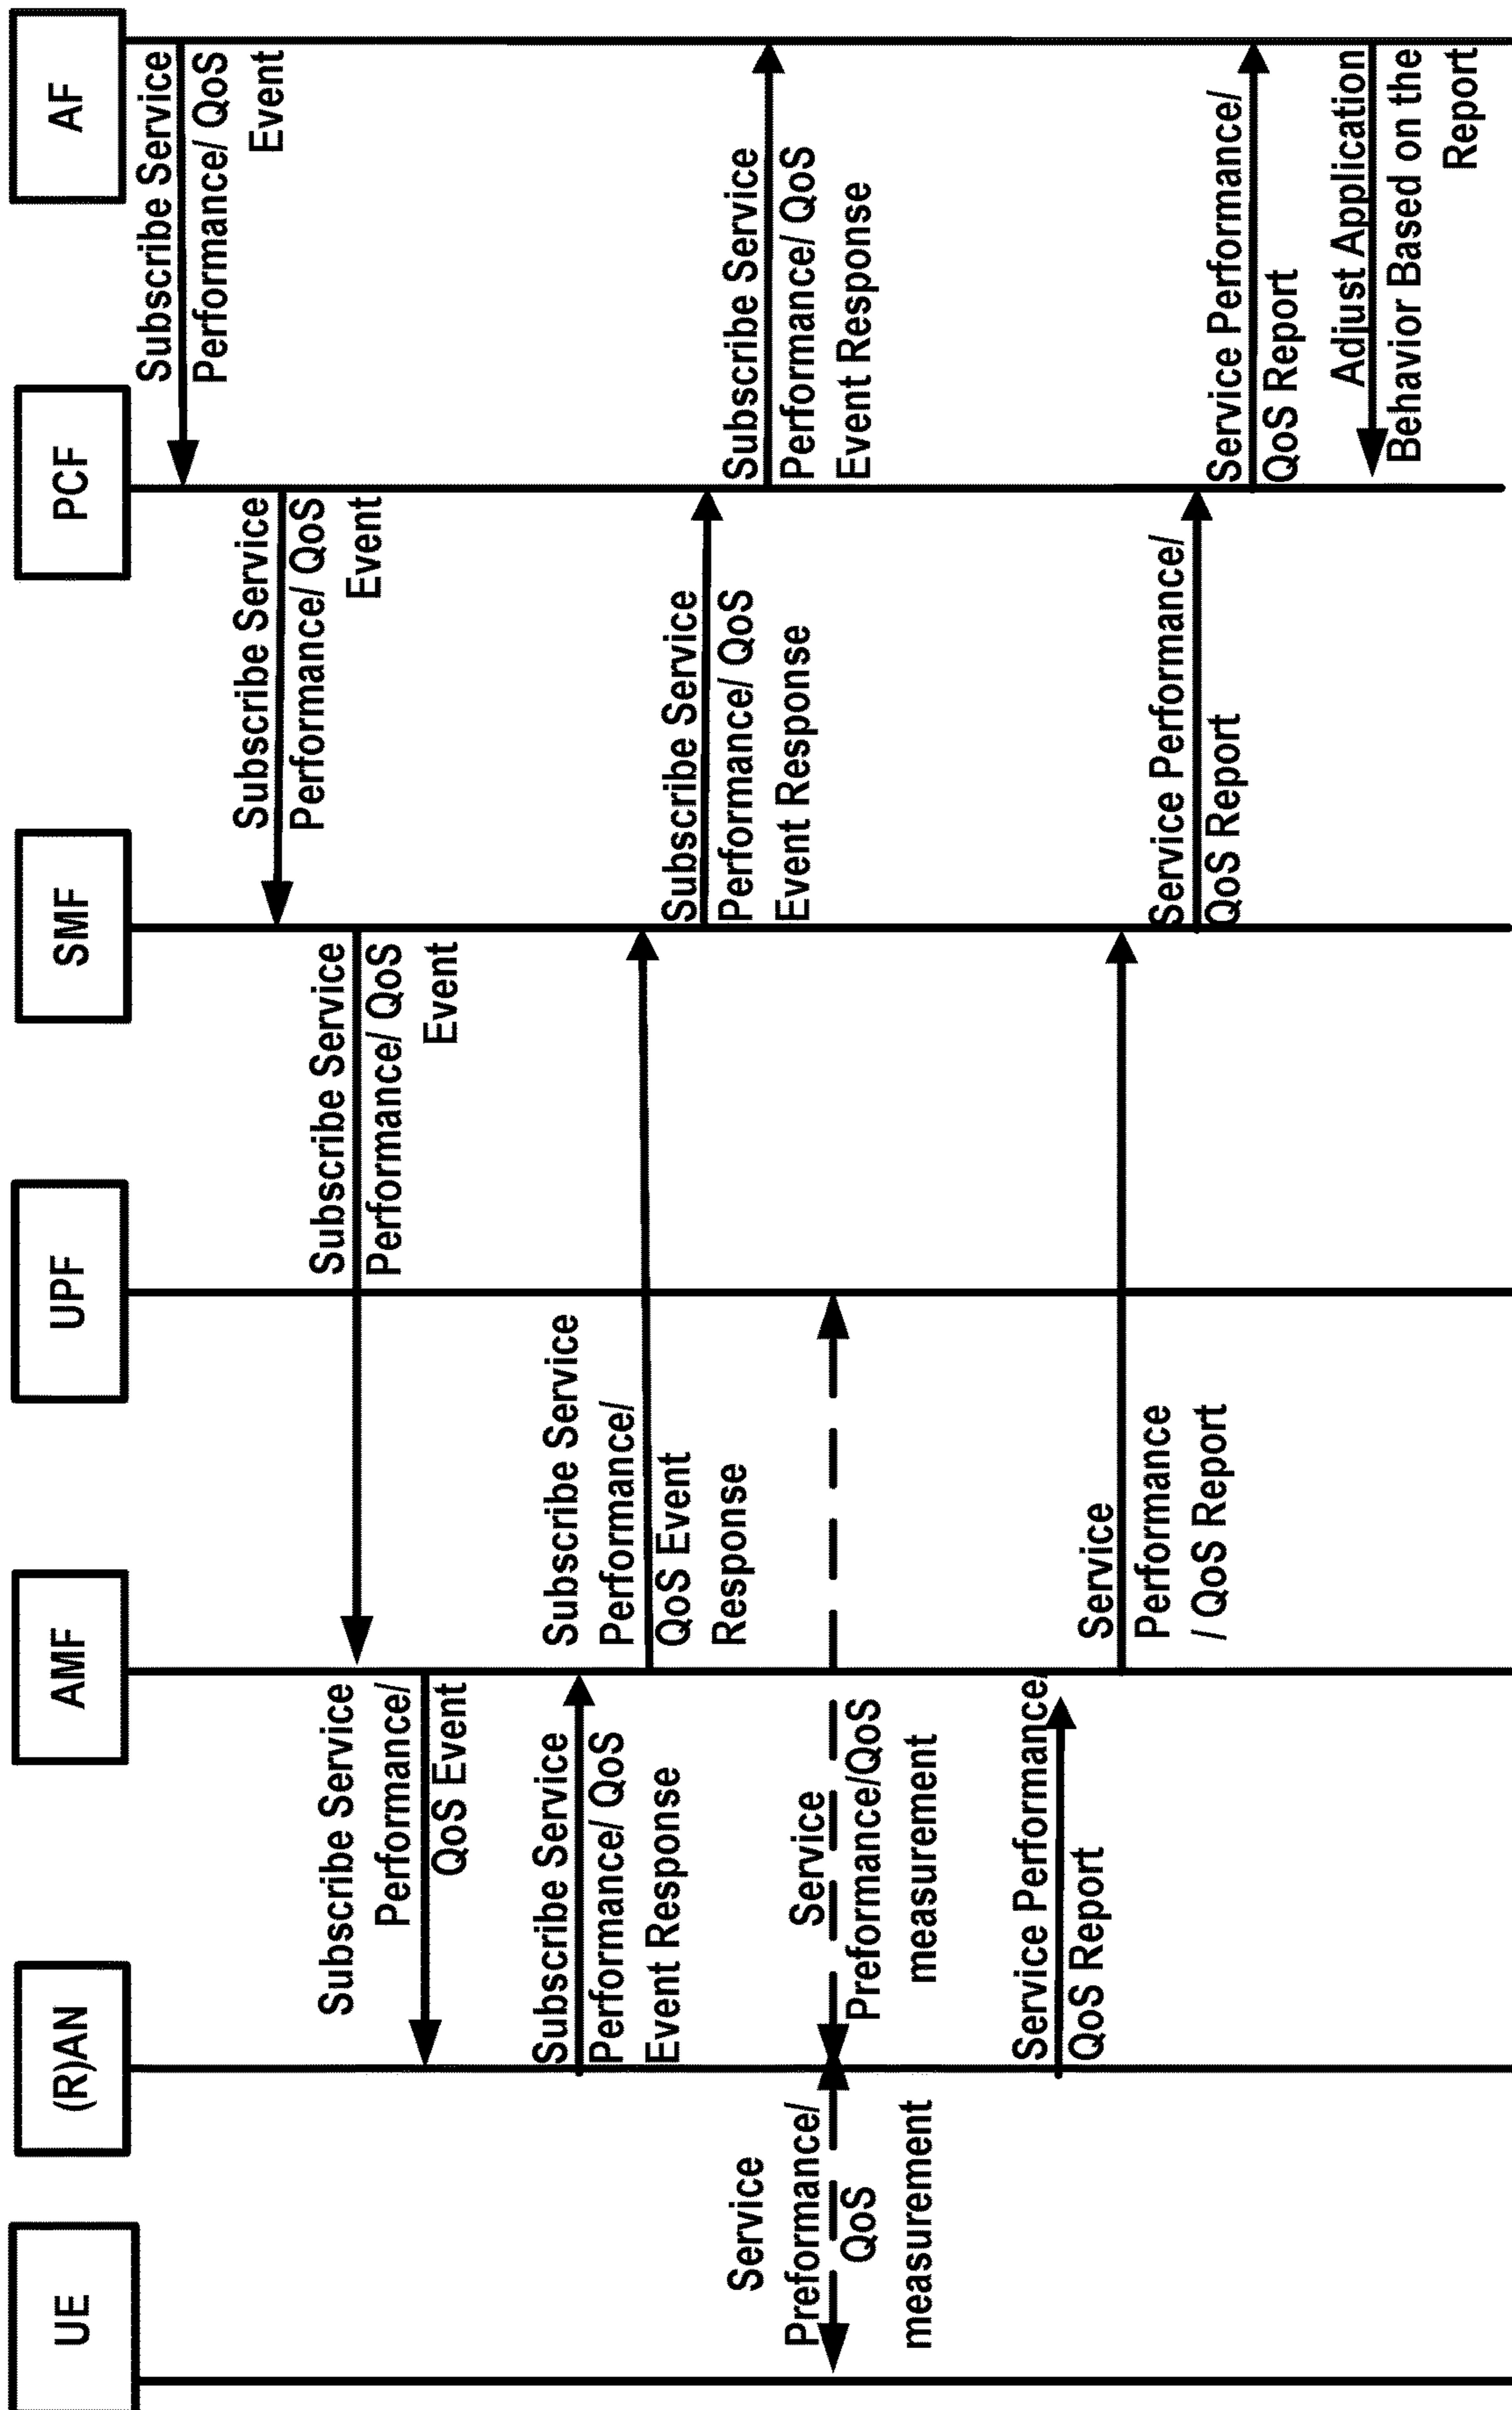 UE
(R)AN
AMF
UPF
SMF
PCF
AF
Subscribe Service
Performance/ QoS
Event
Subscribe Service
Performance/ QoS
Event
Subscribe Service
Performance/ QoS
Event
Subscribe Service
Performance/
QoS Event
Subscribe Service
Performance/ QoS
Event Response
Subscribe Service
Performance/
QoS Event
Response
Subscribe Service
Performance/ QoS
Event Response
Subscribe Service
Performance/ QoS
Event Response
Service
Preformance/
QoS
measurement
Service
Preformance/QoS
measurement
Service Performance/
QoS Report
Service
Performance
/ QoS Report
Service Performance/
QoS Report
Service Performance/
QoS Report
Adjust Application
Behavior Based on the
Report